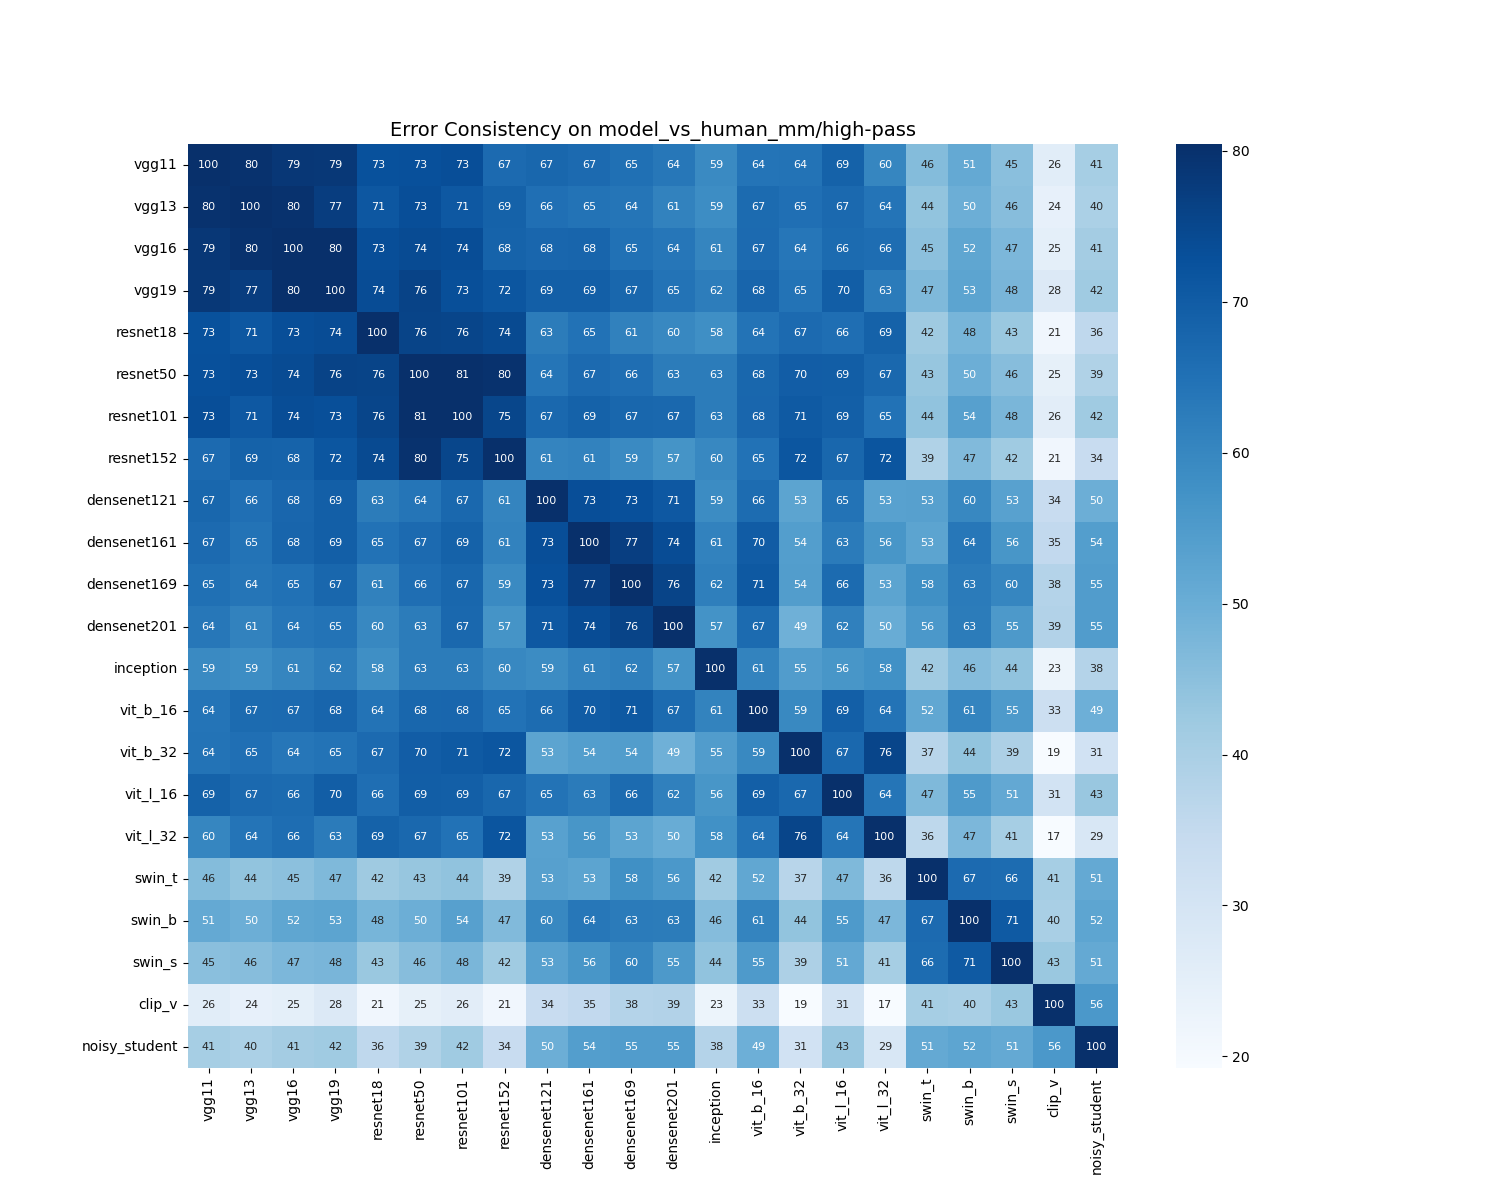 Error Consistency on model_vs_human_mm/high-pass
vgg11 100 80 79 79 73 73 73 67 67 67 65 64 59 64 64 69 60 46 51 45 26 41
vgg13 80 100 80 77 71 73 71 69 66 65 64 61 59 67 65 67 64 44 50 46 24 40
vgg16 79 80 100 80 73 74 74 68 68 68 65 64 61 67 64 66 66 45 52 47 25 41
vgg19 79 77 80 100 74 76 73 72 69 69 67 65 62 68 65 70 63 47 53 48 28 42
resnet18 73 71 73 74 100 76 76 74 63 65 61 60 58 64 67 66 69 42 48 43 21 36
resnet50 73 73 74 76 76 100 81 80 64 67 66 63 63 68 70 69 67 43 50 46 25 39
resnet101 73 71 74 73 76 81 100 75 67 69 67 67 63 68 71 69 65 44 54 48 26 42
resnet152 67 69 68 72 74 80 75 100 61 61 59 57 60 65 72 67 72 39 47 42 21 34
densenet121 67 66 68 69 63 64 67 61 100 73 73 71 59 66 53 65 53 53 60 53 34 50
densenet161 67 65 68 69 65 67 69 61 73 100 77 74 61 70 54 63 56 53 64 56 35 54
densenet169 65 64 65 67 61 66 67 59 73 77 100 76 62 71 54 66 53 58 63 60 38 55
densenet201 64 61 64 65 60 63 67 57 71 74 76 100 57 67 49 62 50 56 63 55 39 55
inception 59 59 61 62 58 63 63 60 59 61 62 57 100 61 55 56 58 42 46 44 23 38
vit_b_16 64 67 67 68 64 68 68 65 66 70 71 67 61 100 59 69 64 52 61 55 33 49
vit_b_32 64 65 64 65 67 70 71 72 53 54 54 49 55 59 100 67 76 37 44 39 19 31
vit_l_16 69 67 66 70 66 69 69 67 65 63 66 62 56 69 67 100 64 47 55 51 31 43
vit_l_32 60 64 66 63 69 67 65 72 53 56 53 50 58 64 76 64 100 36 47 41 17 29
swin_t 46 44 45 47 42 43 44 39 53 53 58 56 42 52 37 47 36 100 67 66 41 51
swin_b 51 50 52 53 48 50 54 47 60 64 63 63 46 61 44 55 47 67 100 71 40 52
swin_s 45 46 47 48 43 46 48 42 53 56 60 55 44 55 39 51 41 66 71 100 43 51
clip_v 26 24 25 28 21 25 26 21 34 35 38 39 23 33 19 31 17 41 40 43 100 56
noisy_student 41 40 41 42 36 39 42 34 50 54 55 55 38 49 31 43 29 51 52 51 56 100
vgg11
vgg13
vgg16
vgg19
resnet18
resnet50
resnet101
resnet152
densenet121
densenet161
densenet169
densenet201
inception
vit_b_16
vit_b_32
vit_l_16
vit_l_32
swin_t
swin_b
swin_s
clip_v
noisy_student
80
70
60
50
40
30
20